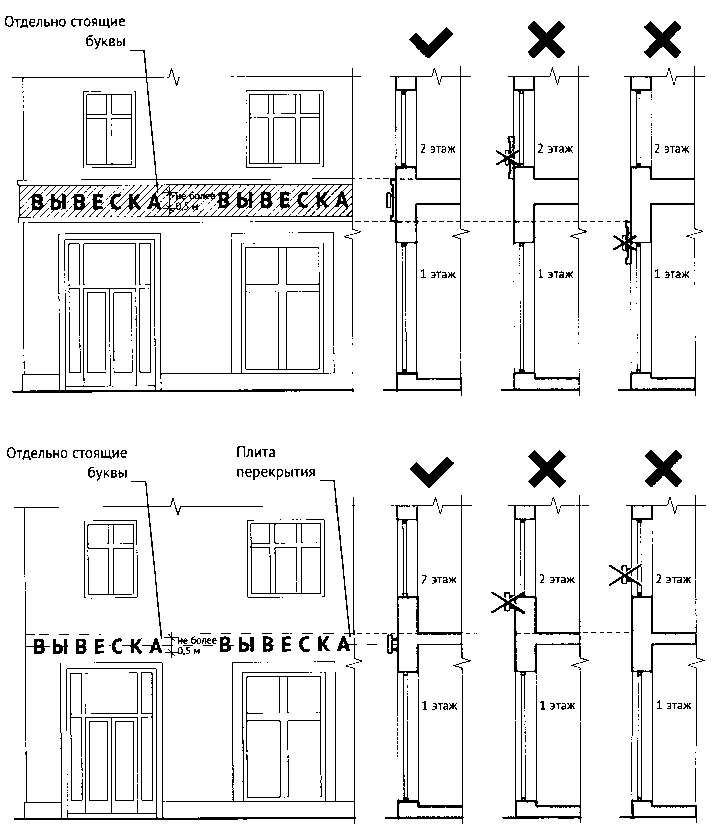 Отдельно стоящие
буквы
2 этаж
2 этаж
2 этаж
ВЫВЕСКА не более ВЫВЕСКА
0,5 м
1 этаж
1 этаж
1 этаж
Отдельно стоящие
буквы
Плита
перекрытия
2 этаж
2 этаж
2 этаж
ВЫВЕСКА не более ВЫВЕСКА
0,5 м
1 этаж
1 этаж
1 этаж